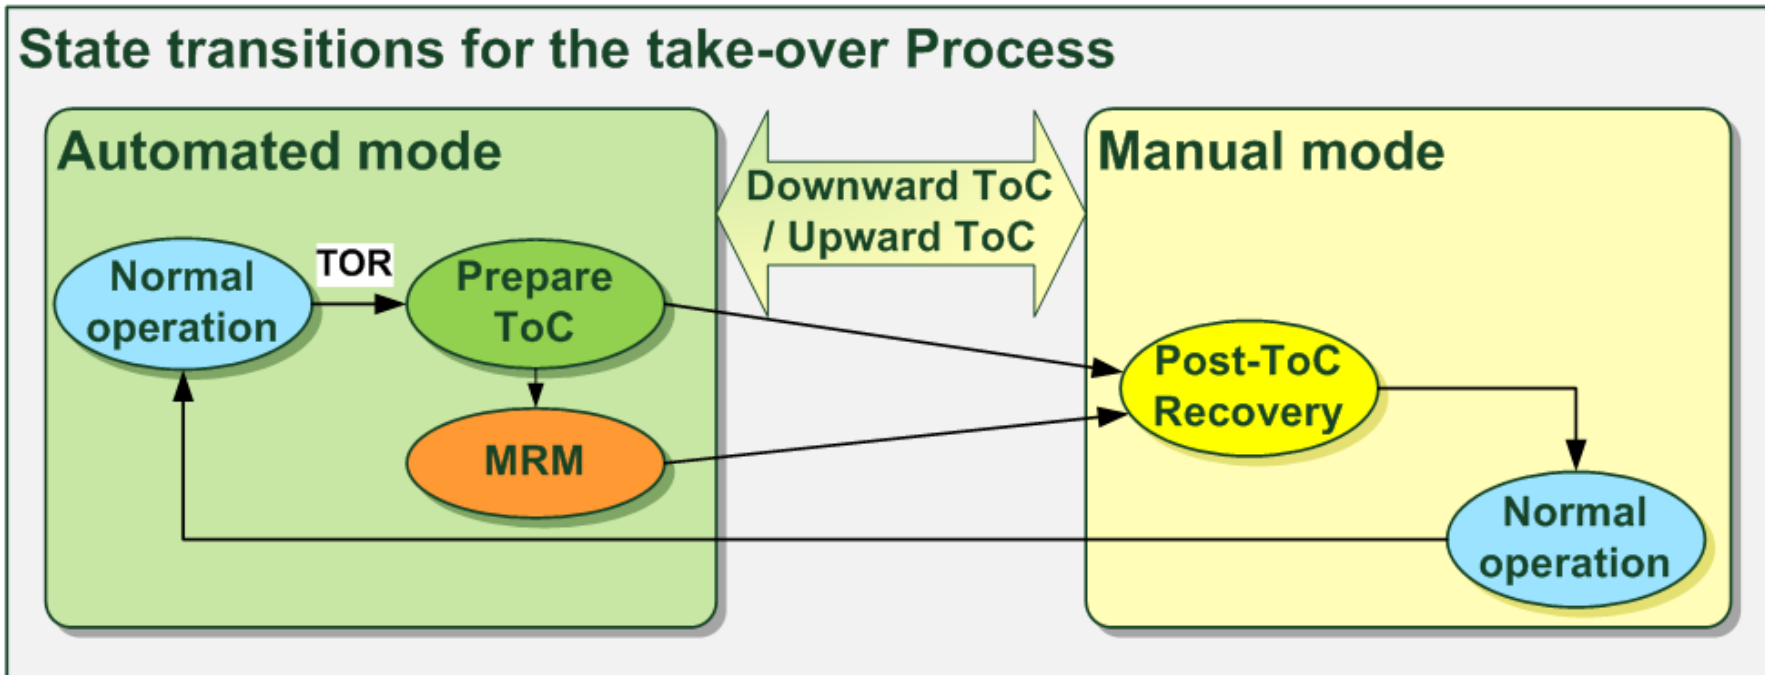 State transitions for the take-over Process
Automated mode
Downward ToC
/ Upward ToC
Manual mode
Normal
operation
TOR
Prepare
ToC
MRM
Post-ToC
Recovery
Normal
operation